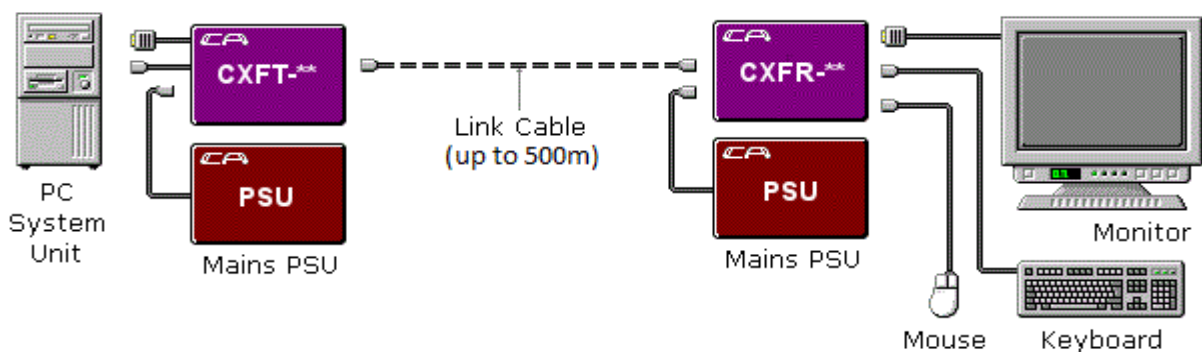 CA
CXFT-**
CA
PSU
Mains PSU
PC
System
Unit
Link Cable
(up to 500m)
CA
CXFR-**
CA
PSU
Mains PSU
Monitor
Mouse
Keyboard